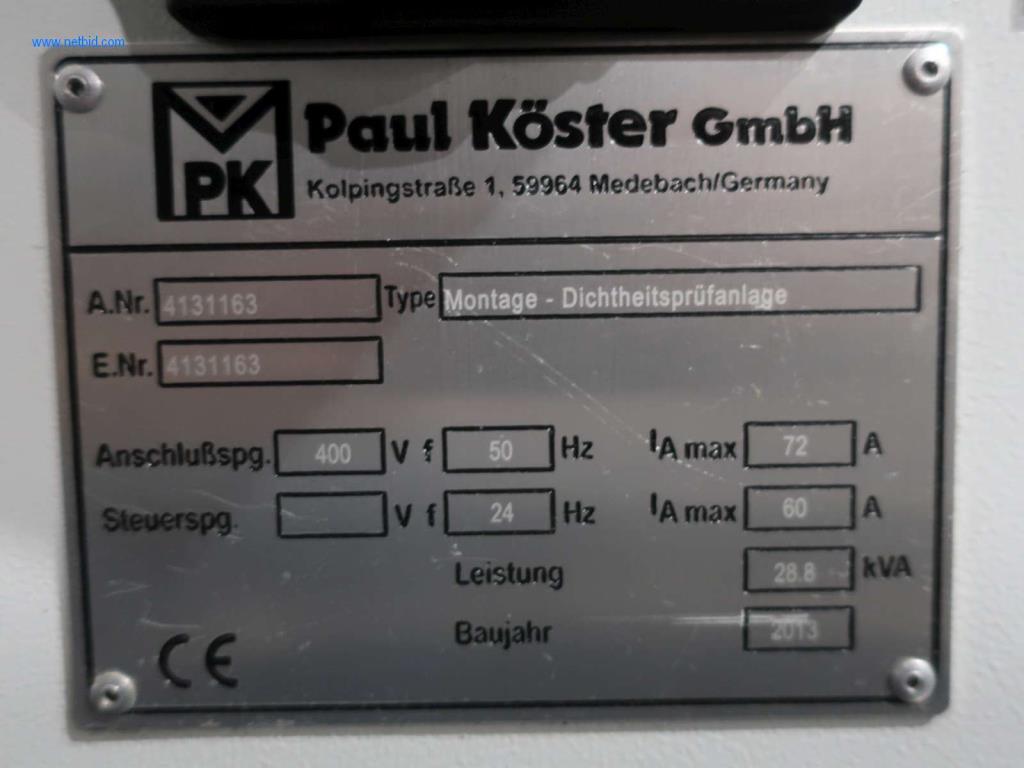 www.netbid.com
PK
Paul Köster GmbH
Kolpingstraße 1, 59964 Medebach/Germany
A.Nr. 4131163 Type Montage - Dichtheitsprüfanlage
E.Nr. 4131163
Anschlußspg. 400 V f 50 Hz IA max 72 A
Steuerspg. V f 24 Hz IA max 60 A
Leistung 28.8 kVA
Baujahr 2013
CE